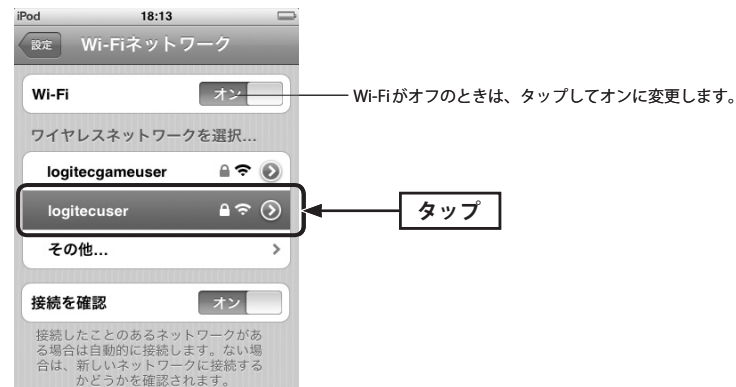 iPod 18:13
設定 Wi-Fiネットワーク
Wi-Fi オン
Wi-Fiがオフのときは、タップしてオンに変更します。
ワイヤレスネットワークを選択...
logitecgameuser
logitecuser
タップ
その他...
接続を確認 オン
接続したことのあるネットワークがあ
る場合は自動的に接続します。ない場
合は、新しいネットワークに接続する
かどうかを確認されます。